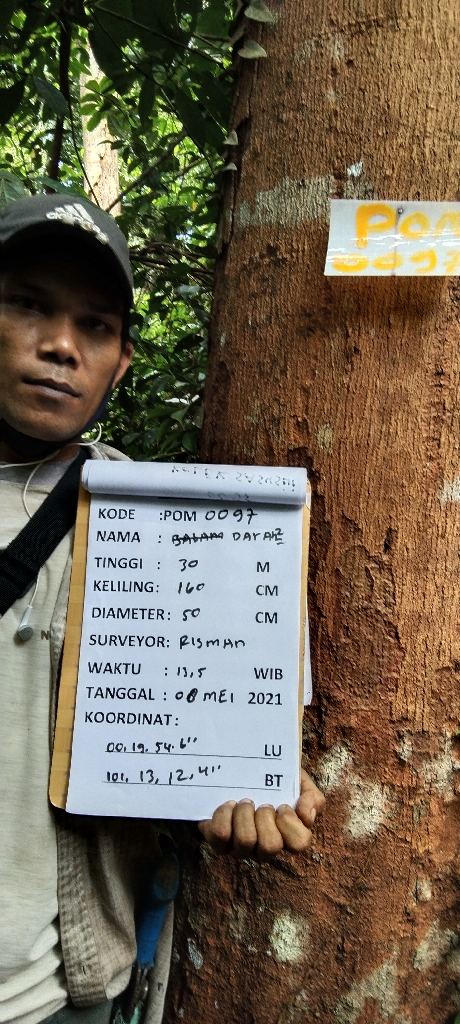 POM
0097
KODE :POM 0097
NAMA : BALAM DARAK
TINGGI : 30 M
KELILING: 160 CM
DIAMETER: 50 CM
SURVEYOR: RISMAN
WAKTU : 13,5 WIB
TANGGAL : 08 MEI 2021
KOORDINAT:
00. 19. 54. 6" LU
101, 13, 12, 41" BT